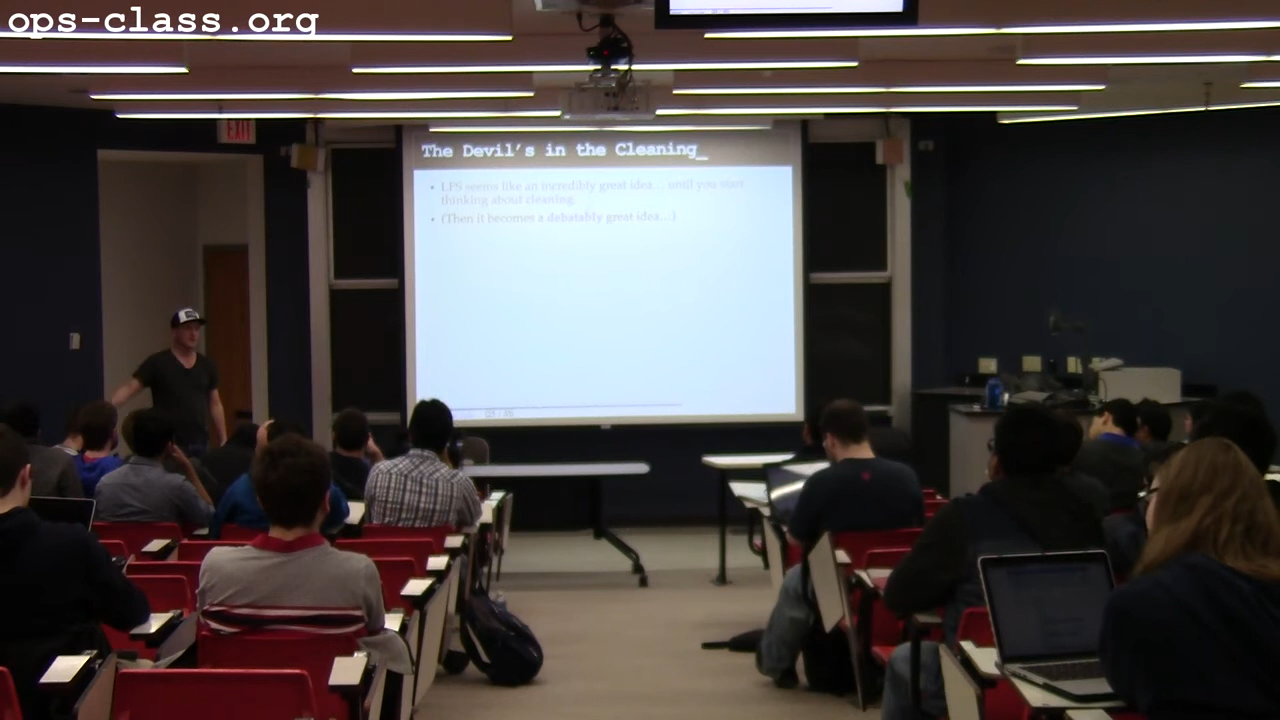 ops-class.org
EXIT
The Devil's in the Cleaning_
• LFS seems like an incredibly great idea... until you start
thinking about cleaning.
• (Then it becomes a debatably great idea...)